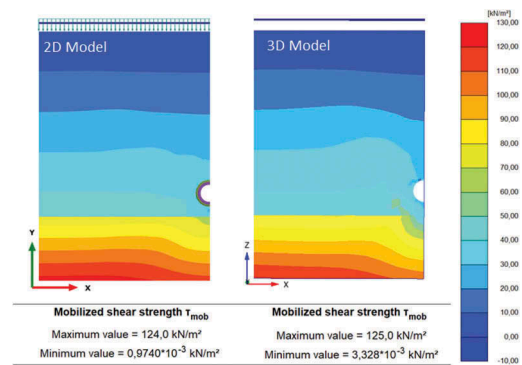 [kN/m²]
2D Model
3D Model
130,00
120,00
110,00
100,00
90,00
80,00
70,00
60,00
50,00
40,00
30,00
20,00
10,00
0,00
-10,00
Y
X
Z
X
Mobilized shear strength τmob
Maximum value = 124,0 kN/m²
Minimum value = 0,9740*10⁻³ kN/m²
Mobilized shear strength τmob
Maximum value = 125,0 kN/m²
Minimum value = 3,328*10⁻³ kN/m²